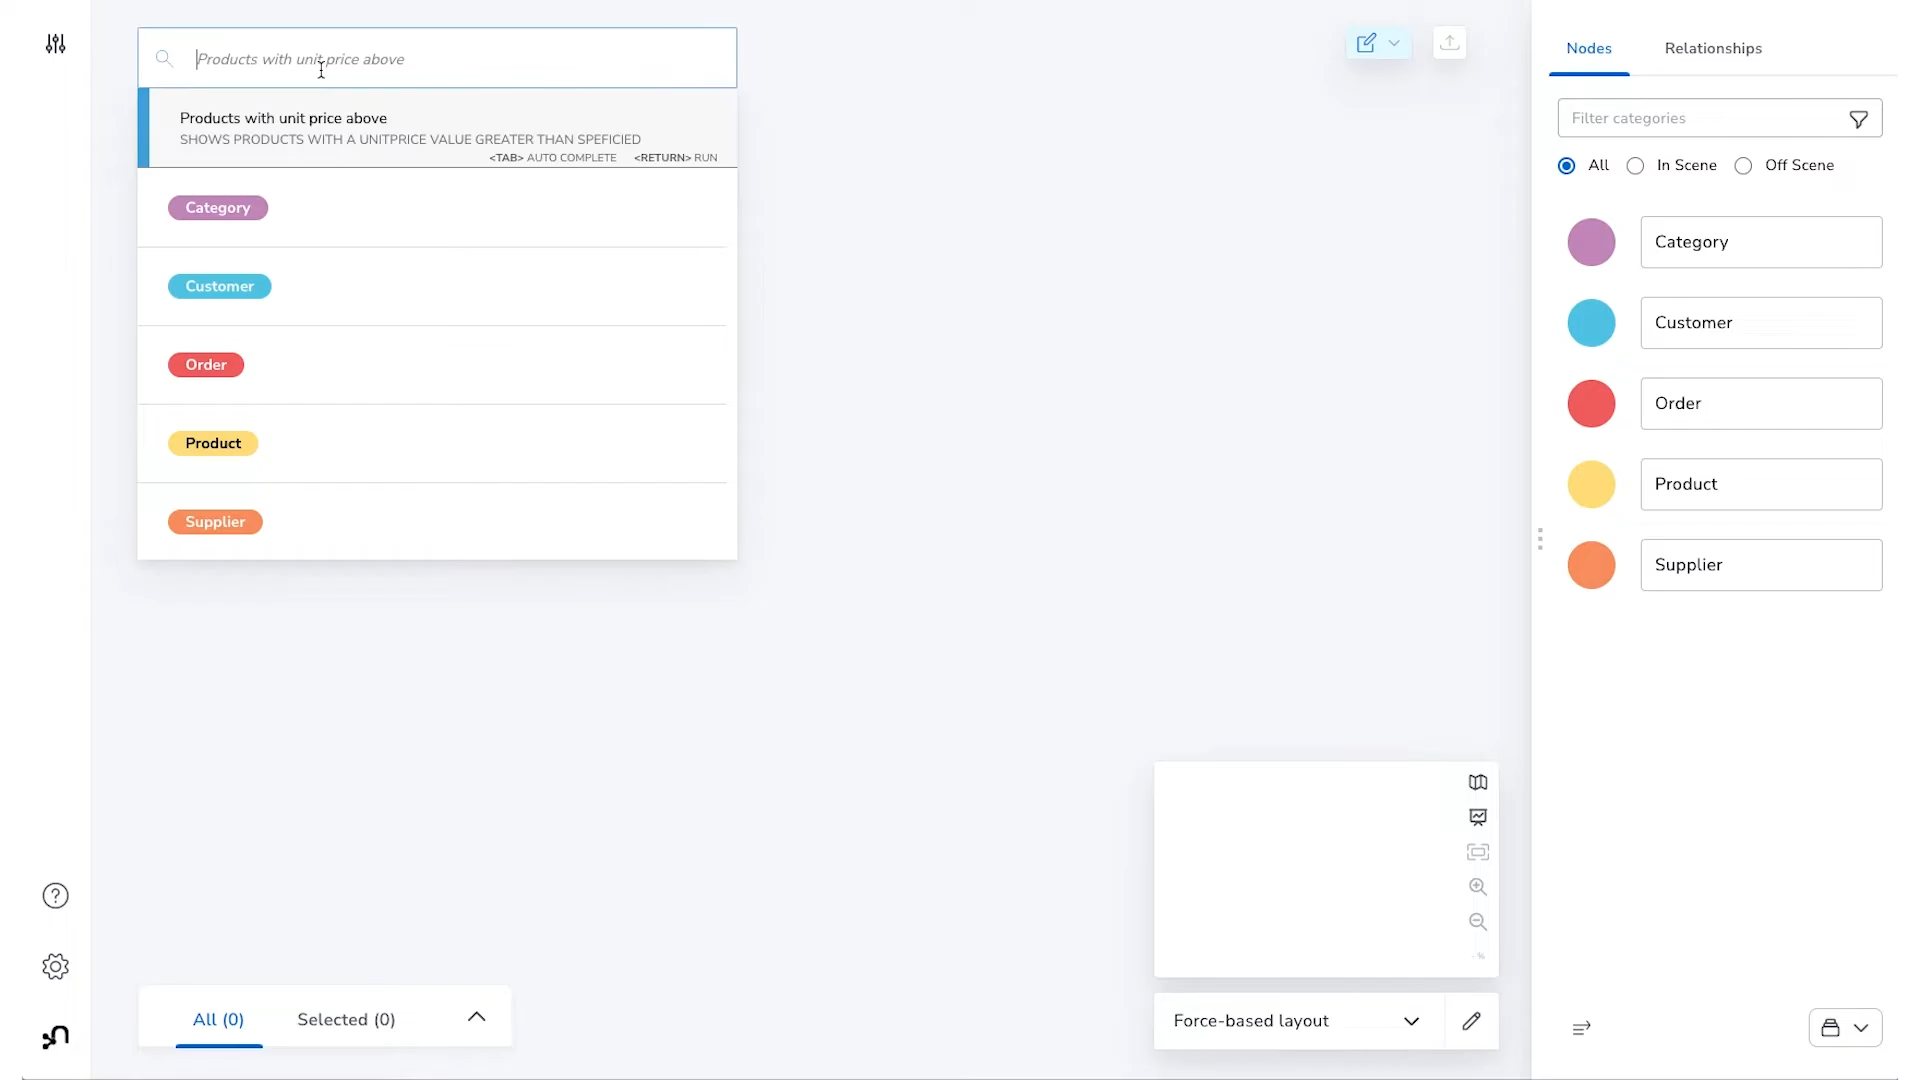 Products with unit price above
Products with unit price above
SHOWS PRODUCTS WITH A UNITPRICE VALUE GREATER THAN SPEFICIED
<TAB> AUTO COMPLETE <RETURN> RUN
Category
Customer
Order
Product
Supplier
All (0) Selected (0)
- %
Force-based layout
Nodes Relationships
Filter categories
All In Scene Off Scene
Category
Customer
Order
Product
Supplier